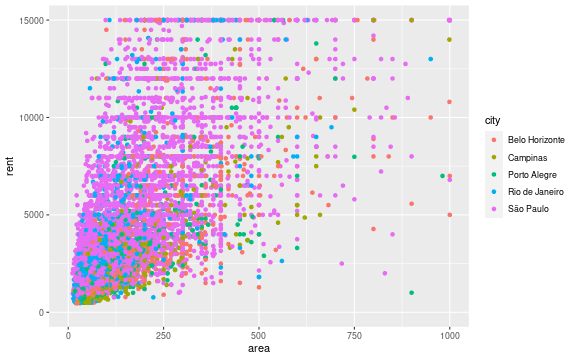 15000
10000
5000
0
rent
0
250
500
750
1000
area
city
Belo Horizonte
Campinas
Porto Alegre
Rio de Janeiro
São Paulo